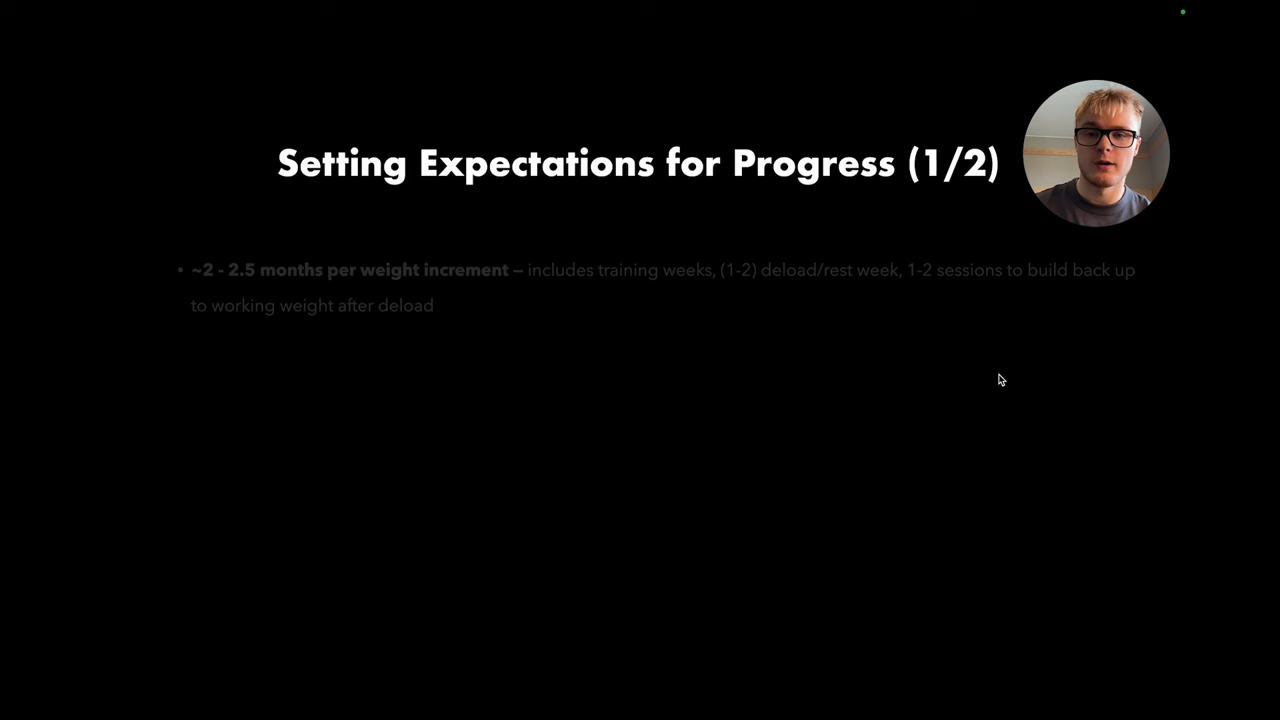 Setting Expectations for Progress (1/2)
• ~2 - 2.5 months per weight increment – includes training weeks, (1-2) deload/rest week, 1-2 sessions to build back up
to working weight after deload